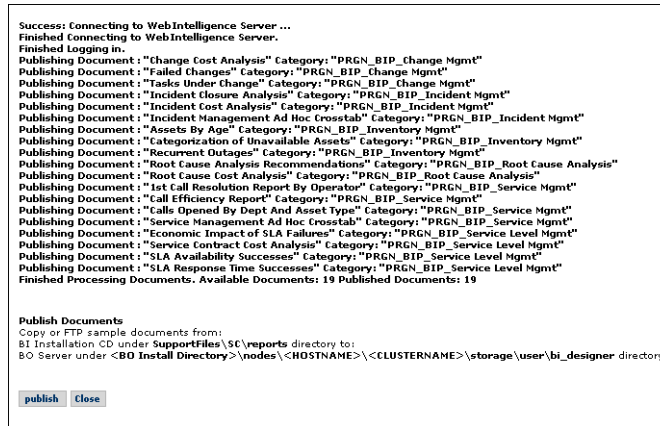 Success: Connecting to WebIntelligence Server ...
Finished Connecting to WebIntelligence Server.
Finished Logging in.
Publishing Document : "Change Cost Analysis" Category: "PRGN_BIP_Change Mgmt"
Publishing Document : "Failed Changes" Category: "PRGN_BIP_Change Mgmt"
Publishing Document : "Tasks Under Change" Category: "PRGN_BIP_Change Mgmt"
Publishing Document : "Incident Closure Analysis" Category: "PRGN_BIP_Incident Mgmt"
Publishing Document : "Incident Cost Analysis" Category: "PRGN_BIP_Incident Mgmt"
Publishing Document : "Incident Management Ad Hoc Crosstab" Category: "PRGN_BIP_Incident Mgmt"
Publishing Document : "Assets By Age" Category: "PRGN_BIP_Inventory Mgmt"
Publishing Document : "Categorization of Unavailable Assets" Category: "PRGN_BIP_Inventory Mgmt"
Publishing Document : "Recurrent Outages" Category: "PRGN_BIP_Inventory Mgmt"
Publishing Document : "Root Cause Analysis Recommendations" Category: "PRGN_BIP_Root Cause Analysis"
Publishing Document : "Root Cause Cost Analysis" Category: "PRGN_BIP_Root Cause Analysis"
Publishing Document : "1st Call Resolution Report By Operator" Category: "PRGN_BIP_Service Mgmt"
Publishing Document : "Call Efficiency Report" Category: "PRGN_BIP_Service Mgmt"
Publishing Document : "Calls Opened By Dept And Asset Type" Category: "PRGN_BIP_Service Mgmt"
Publishing Document : "Service Management Ad Hoc Crosstab" Category: "PRGN_BIP_Service Mgmt"
Publishing Document : "Economic Impact of SLA Failures" Category: "PRGN_BIP_Service Level Mgmt"
Publishing Document : "Service Contract Cost Analysis" Category: "PRGN_BIP_Service Level Mgmt"
Publishing Document : "SLA Availability Successes" Category: "PRGN_BIP_Service Level Mgmt"
Publishing Document : "SLA Response Time Successes" Category: "PRGN_BIP_Service Level Mgmt"
Finished Processing Documents. Available Documents: 19 Published Documents: 19
Publish Documents
Copy or FTP sample documents from:
BI Installation CD under SupportFiles\SC\reports directory to:
BO Server under <BO Install Directory>\nodes\<HOSTNAME>\<CLUSTERNAME>\storage\user\bi_designer directory
publish Close